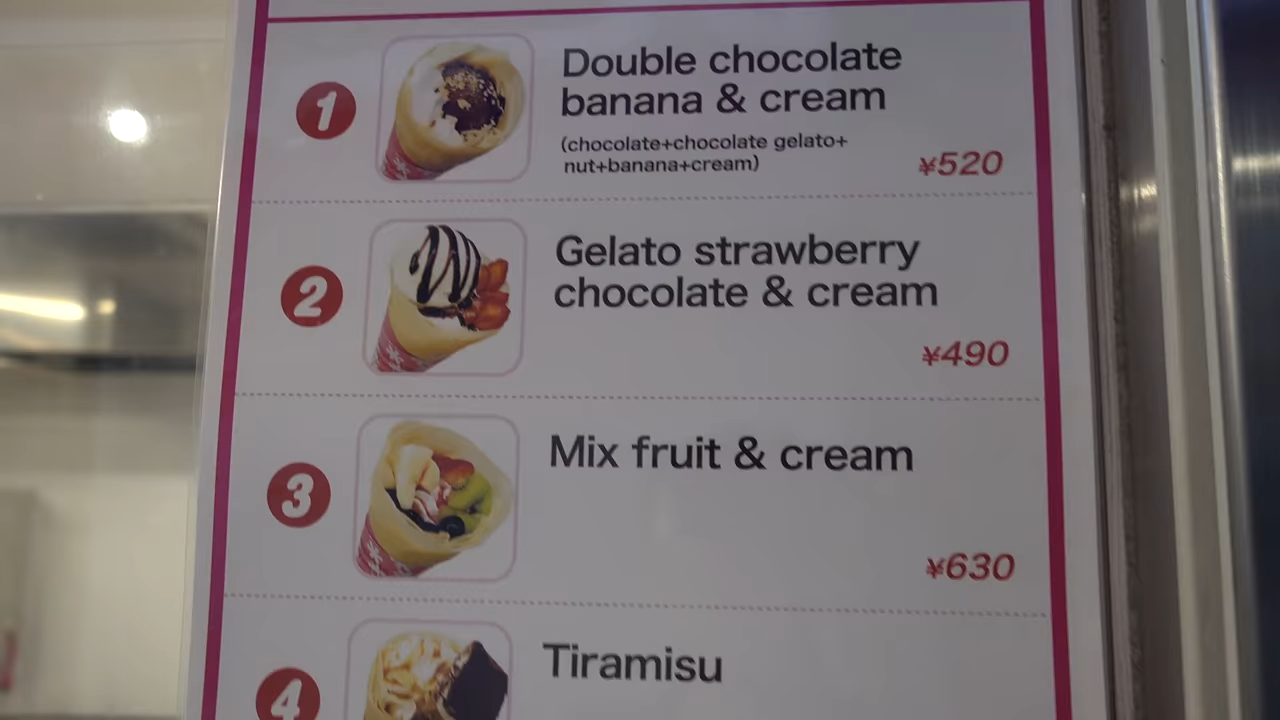 1
Double chocolate
banana & cream
(chocolate+chocolate gelato+
nut+banana+cream)
¥520
2
Gelato strawberry
chocolate & cream
¥490
3
Mix fruit & cream
¥630
4
Tiramisu